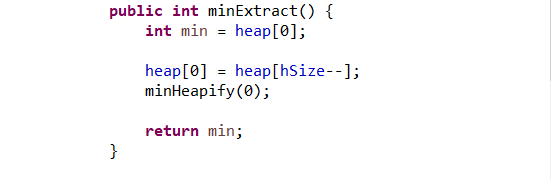 public int minExtract() {
int min = heap[0];
heap[0] = heap[hSize--];
minHeapify(0);
return min;
}